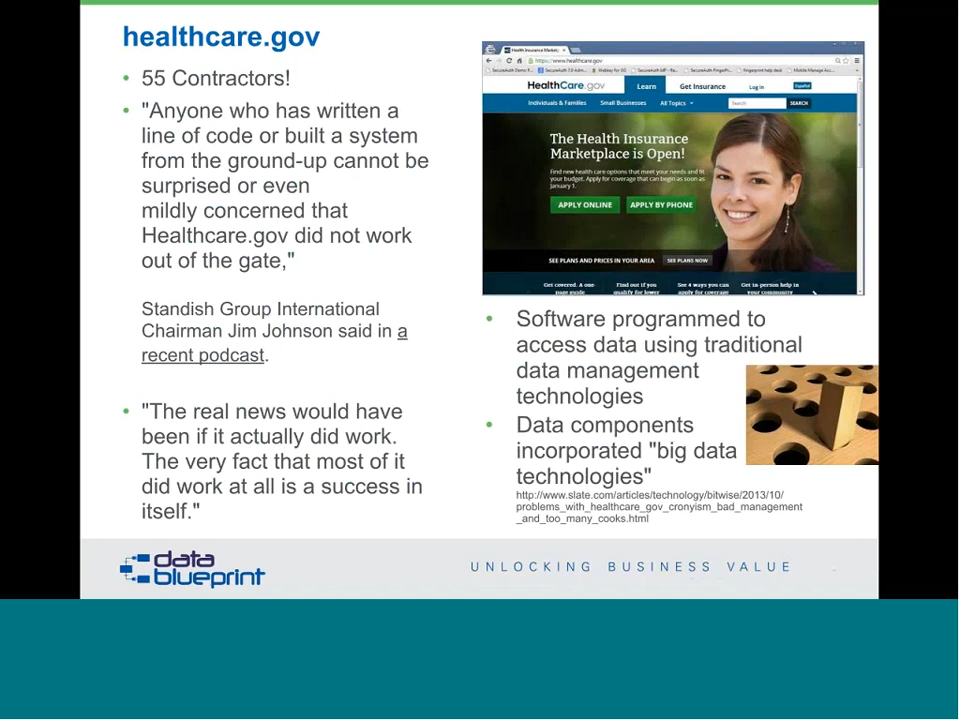 healthcare.gov
• 55 Contractors!
• "Anyone who has written a
line of code or built a system
from the ground-up cannot be
surprised or even
mildly concerned that
Healthcare.gov did not work
out of the gate,"
Standish Group International
Chairman Jim Johnson said in a
recent podcast.
• "The real news would have
been if it actually did work.
The very fact that most of it
did work at all is a success in
itself."
https://www.healthcare.gov
HealthCare.gov Learn Get Insurance Log in Español
Individuals & Families Small Businesses All Topics Search SEARCH
The Health Insurance
Marketplace is Open!
Find new health care options that meet your needs and fit
your budget. Apply for coverage that can begin as soon as
January 1.
APPLY ONLINE APPLY BY PHONE
SEE PLANS AND PRICES IN YOUR AREA SEE PLANS NOW
Get covered. A one- Find out if you See 4 ways you can Get in-person help in
page guide qualify for lower apply for coverage your community
• Software programmed to
access data using traditional
data management
technologies
• Data components
incorporated "big data
technologies"
http://www.slate.com/articles/technology/bitwise/2013/10/
problems_with_healthcare_gov_cronyism_bad_management
_and_too_many_cooks.html
data
blueprint
UNLOCKING BUSINESS VALUE